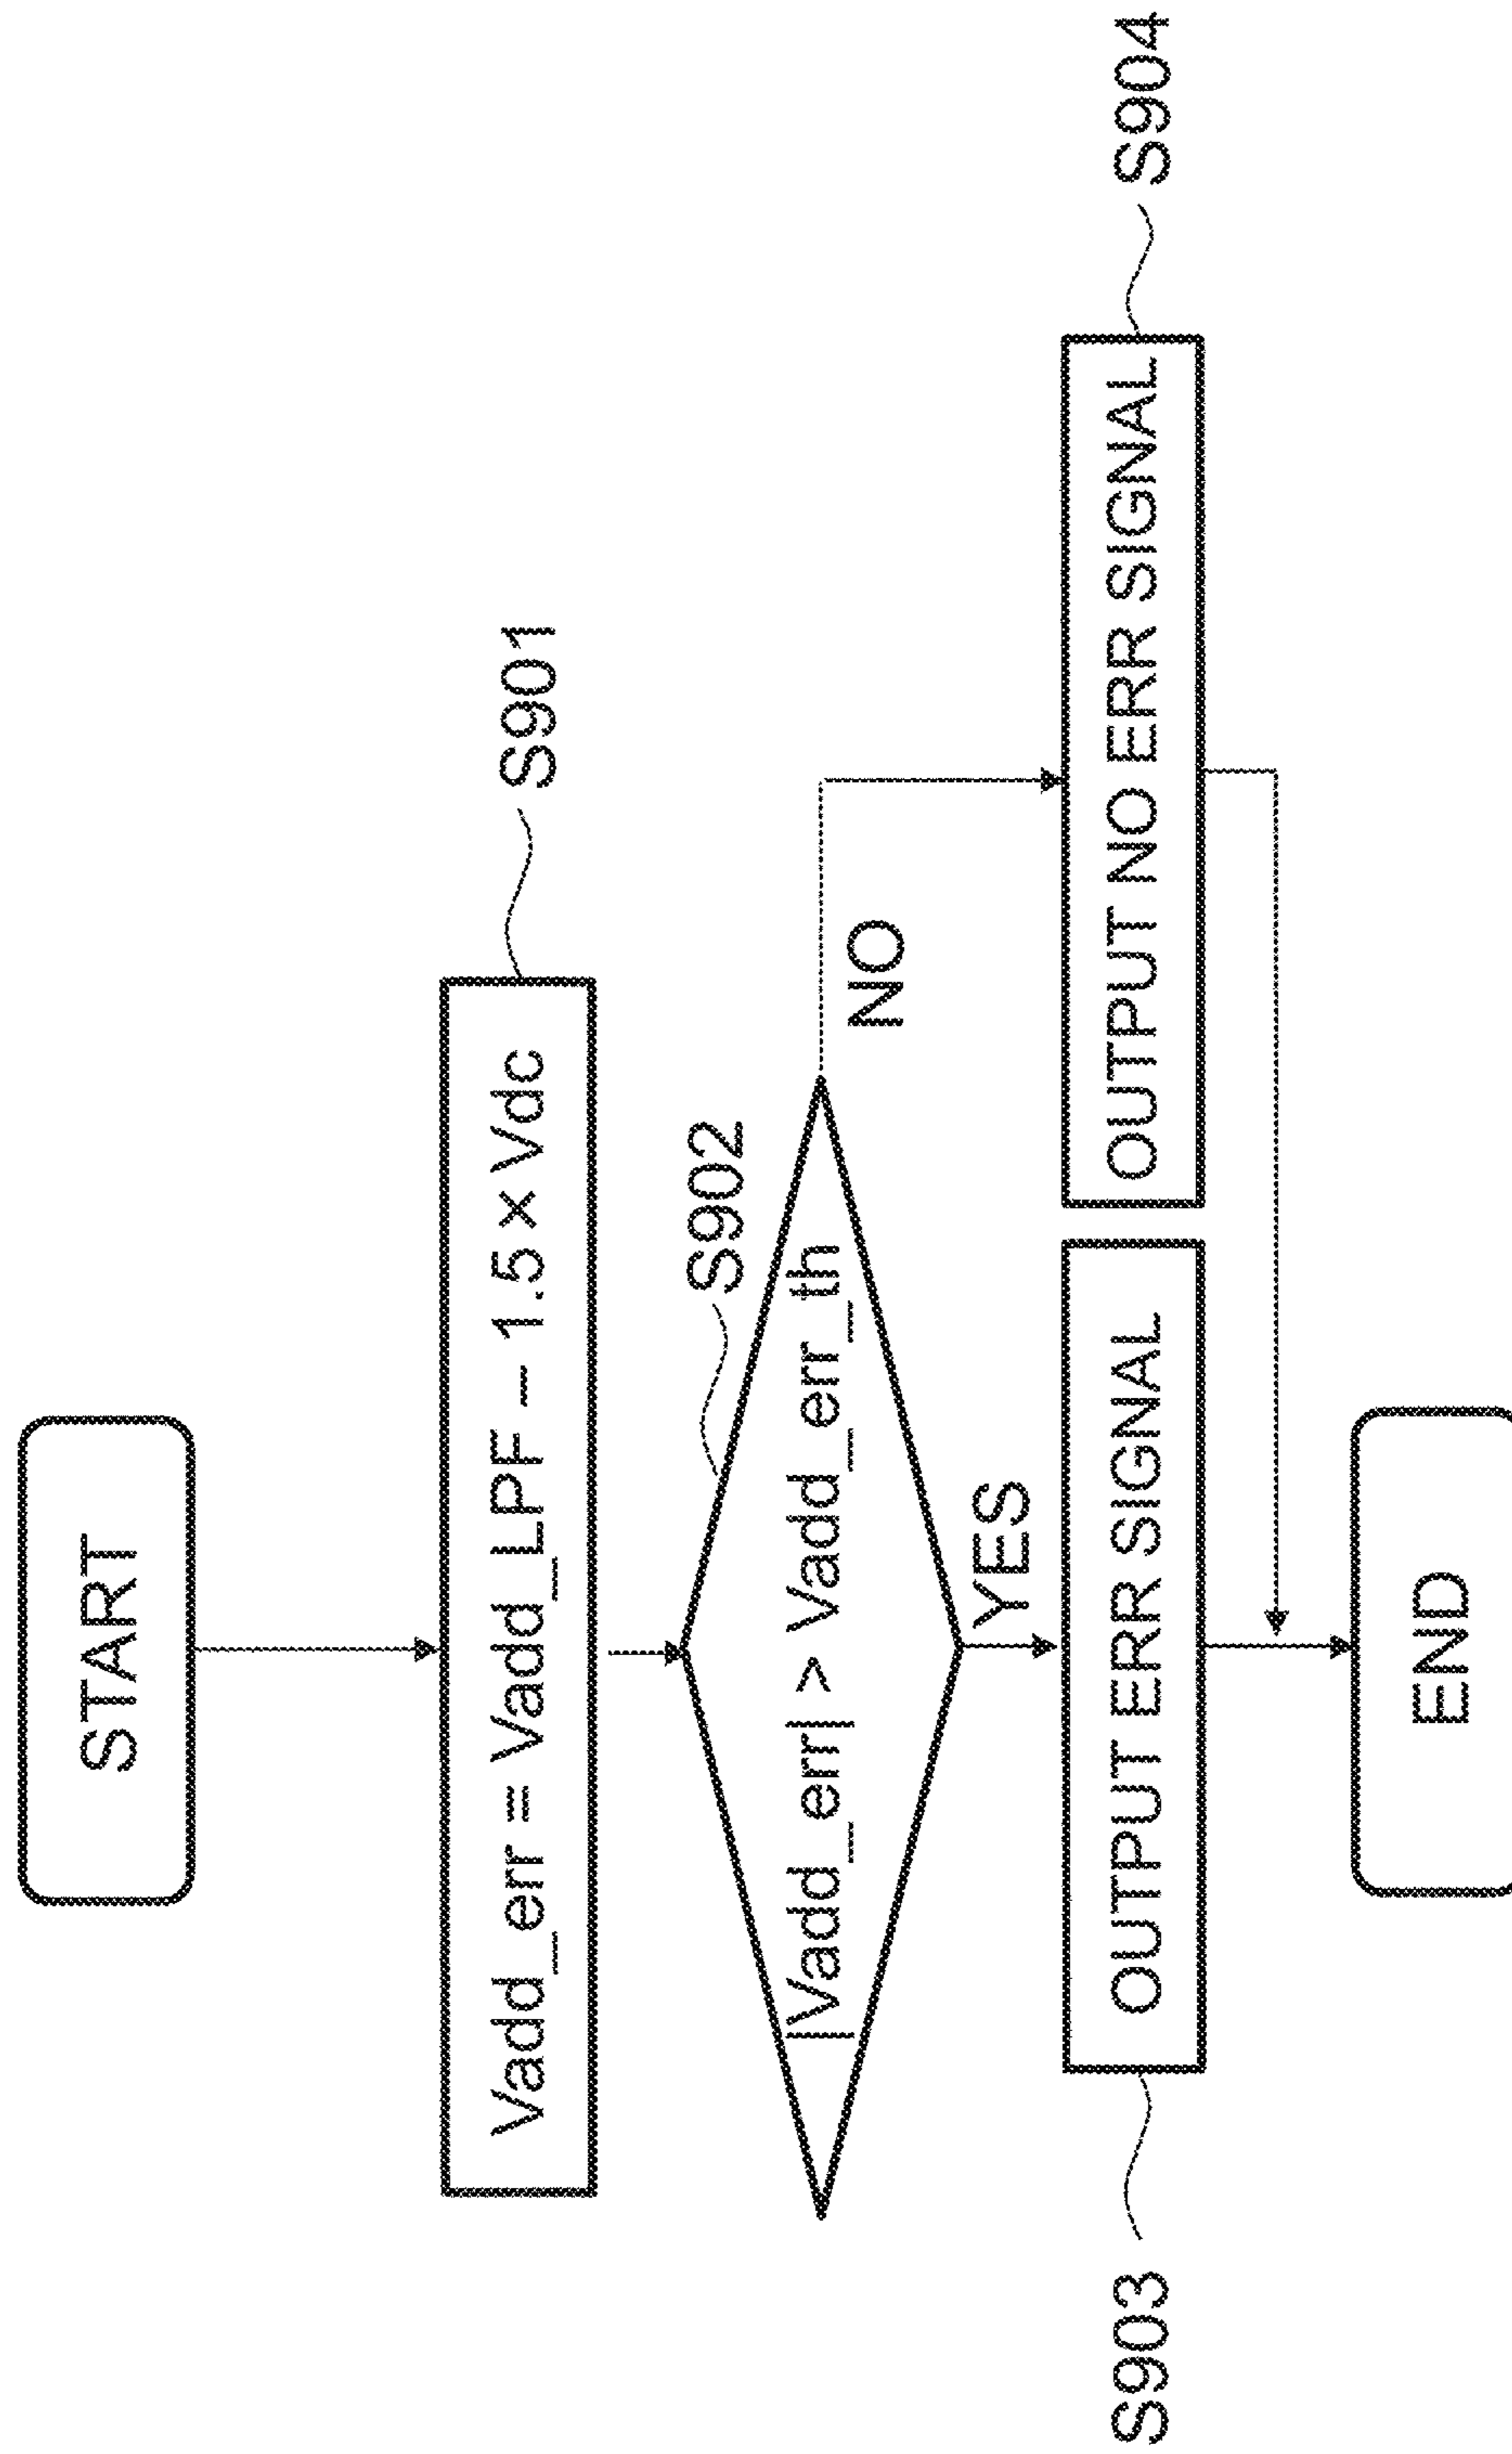 START
Vadd_err = Vadd_LPF – 1.5 × Vdc
S901
S902
|Vadd_err| > Vadd_err_th
NO
YES
S903
OUTPUT ERR SIGNAL
OUTPUT NO ERR SIGNAL
S904
END